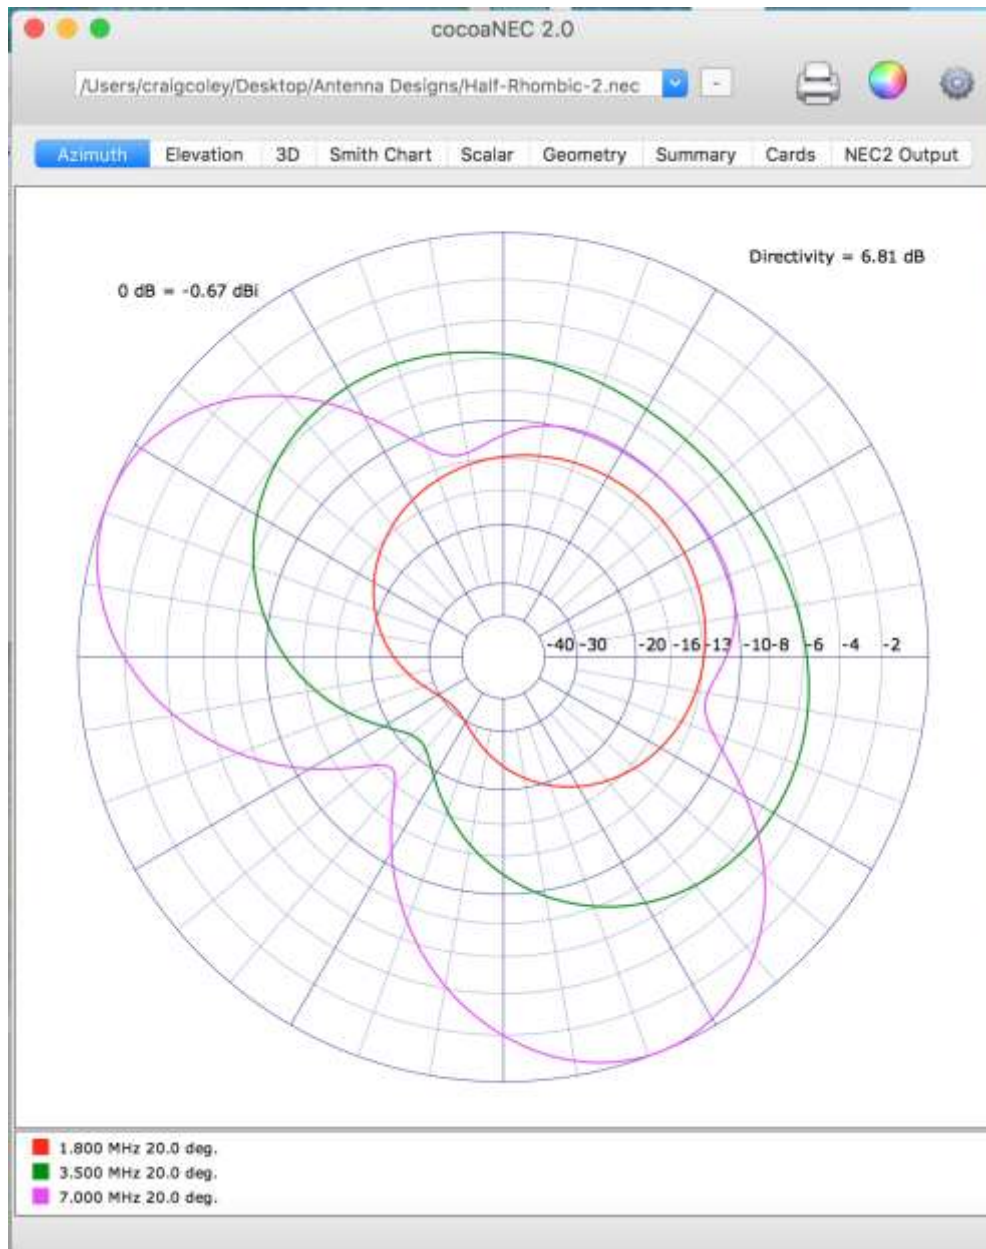 cocoaNEC 2.0
/Users/craigcoley/Desktop/Antenna Designs/Half-Rhombic-2.nec
-
Azimuth Elevation 3D Smith Chart Scalar Geometry Summary Cards NEC2 Output
Directivity = 6.81 dB
0 dB = -0.67 dBi
-40 -30 -20 -16 -13 -10 -8 -6 -4 -2
1.800 MHz 20.0 deg.
3.500 MHz 20.0 deg.
7.000 MHz 20.0 deg.